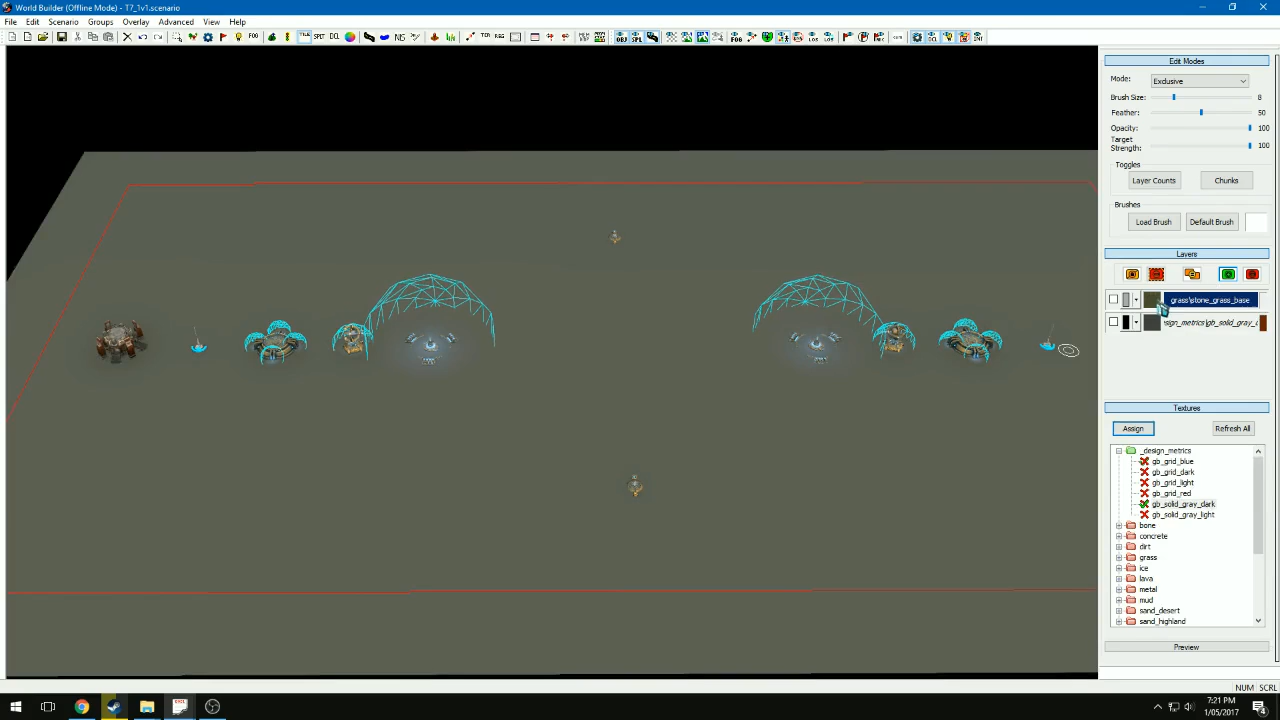 World Builder (Offline Mode) - T7_1v1.scenario
File Edit Scenario Groups Overlay Advanced View Help
Edit Modes
Mode: Exclusive
Brush Size: 8
Feather: 50
Opacity: 100
Target Strength: 100
Toggles
Layer Counts Chunks
Brushes
Load Brush Default Brush
Layers
grass\stone_grass_base
sign_metrics\gb_solid_gray_d
Textures
Assign Refresh All
_design_metrics
gb_grid_blue
gb_grid_dark
gb_grid_light
gb_grid_red
gb_solid_gray_dark
gb_solid_gray_light
bone
concrete
dirt
grass
ice
lava
metal
mud
sand_desert
sand_highland
Preview
NUM SCRL
7:21 PM
1/05/2017